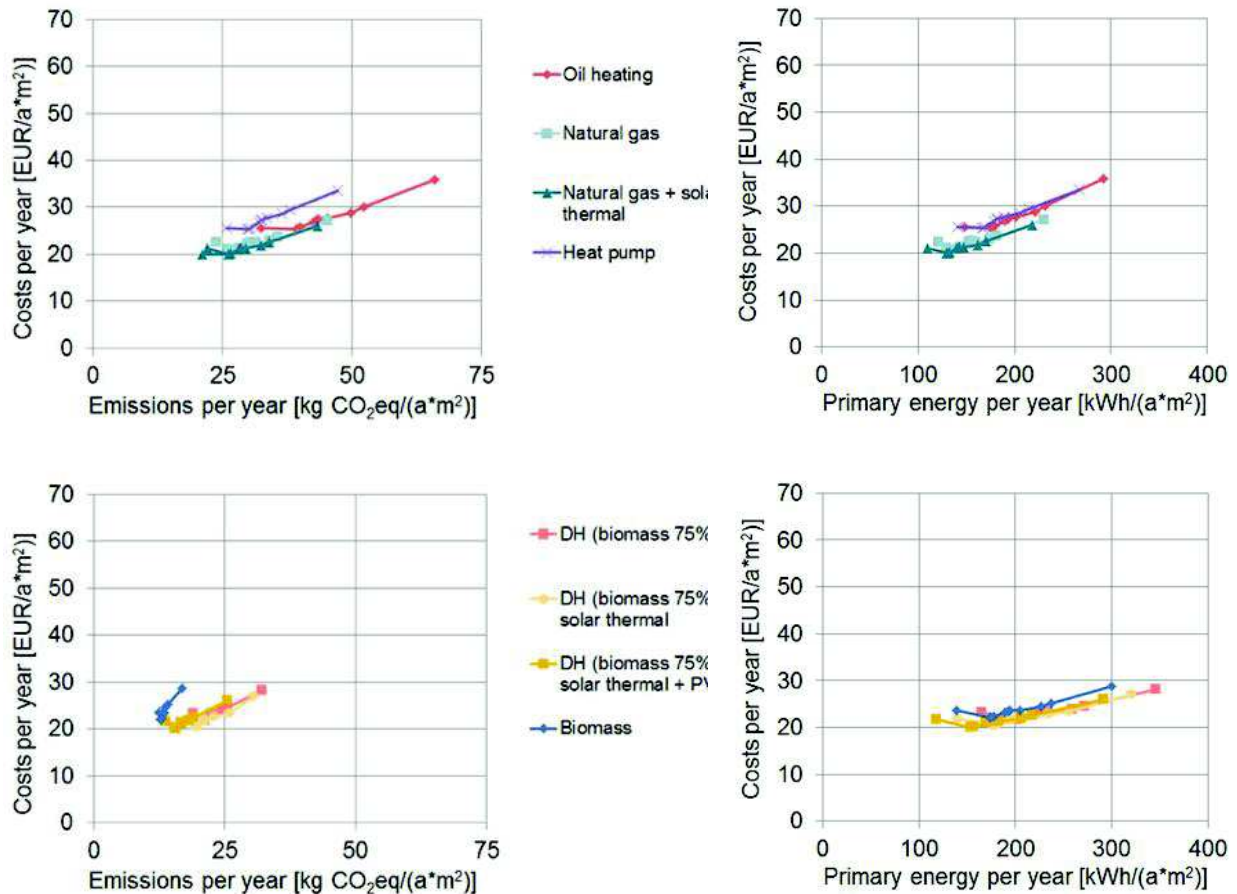 Costs per year [EUR/a*m²]
70
60
50
40
30
20
10
0
0 25 50 75
Emissions per year [kg CO₂eq/(a*m²)]
Oil heating
Natural gas
Natural gas + sola
thermal
Heat pump
Costs per year [EUR/a*m²]
70
60
50
40
30
20
10
0
0 100 200 300 400
Primary energy per year [kWh/(a*m²)]
Costs per year [EUR/a*m²]
70
60
50
40
30
20
10
0
0 25 50 75
Emissions per year [kg CO₂eq/(a*m²)]
DH (biomass 75%
DH (biomass 75%
solar thermal
DH (biomass 75%
solar thermal + PV
Biomass
Costs per year [EUR/a*m²]
70
60
50
40
30
20
10
0
0 100 200 300 400
Primary energy per year [kWh/(a*m²)]